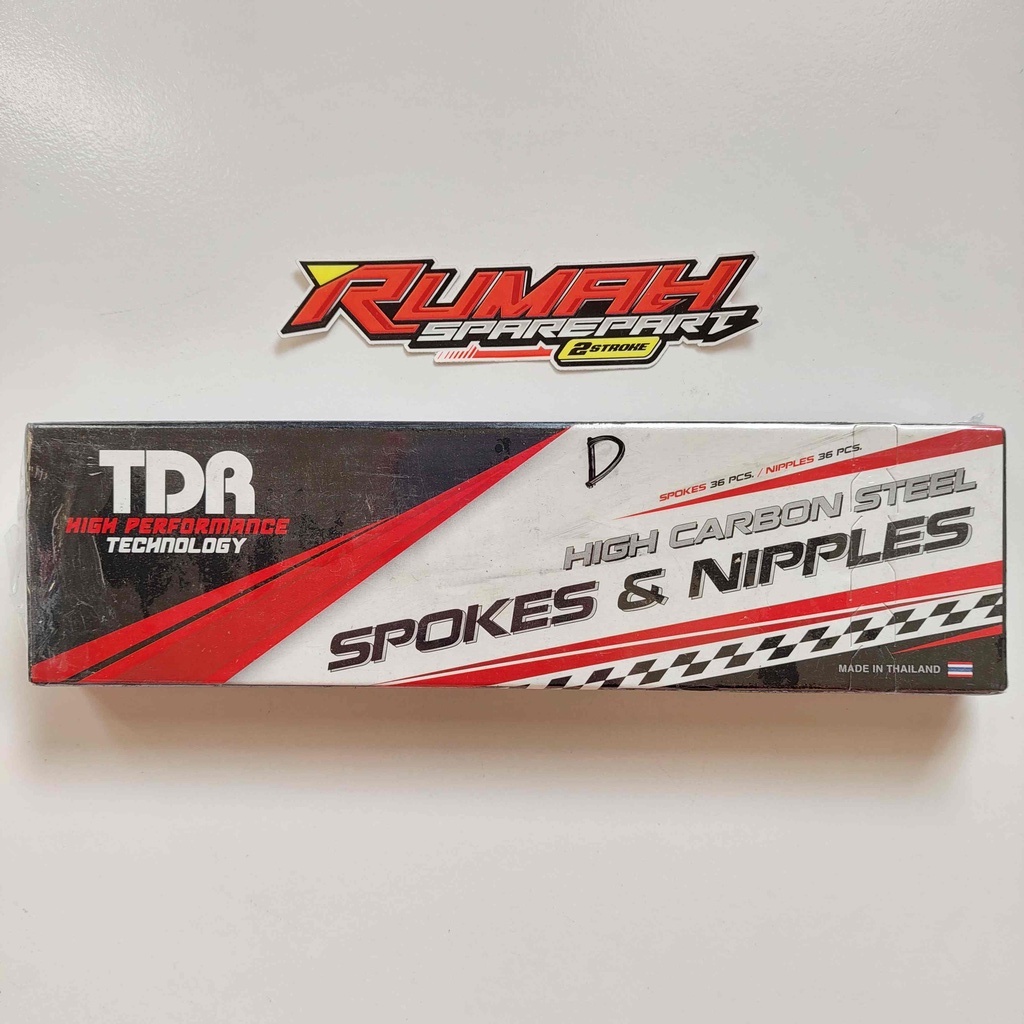 RUMAH
SPAREPART
2STROKE
TDR
HIGH PERFORMANCE
TECHNOLOGY
D
SPOKES 36 PCS. / NIPPLES 36 PCS.
HIGH CARBON STEEL
SPOKES & NIPPLES
MADE IN THAILAND